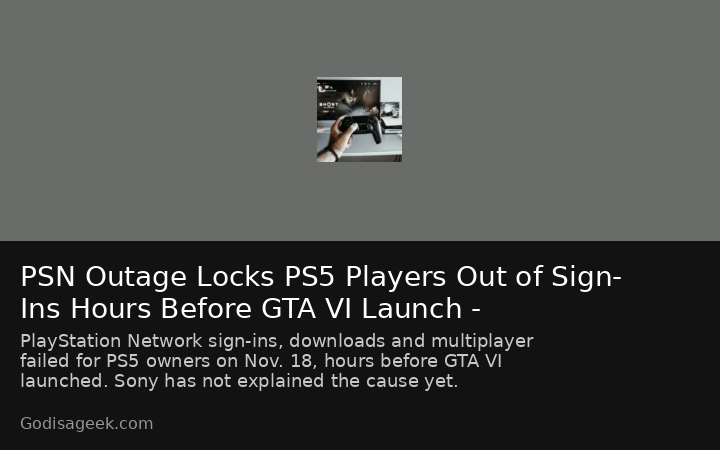 PSN Outage Locks PS5 Players Out of Sign-
Ins Hours Before GTA VI Launch -
PlayStation Network sign-ins, downloads and multiplayer
failed for PS5 owners on Nov. 18, hours before GTA VI
launched. Sony has not explained the cause yet.
Godisageek.com